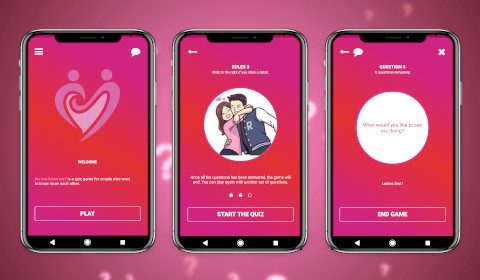 WELCOME
Do you know me? is a quiz game for couple who want
to know more each other.
PLAY
RULES 3
Slide to the right if you miss a detail.
Once all the questions has been answered, the game will
end. You can play again with another set of questions.
START THE QUIZ
QUESTION 3
questions remaining
What would you like to see
me doing?
Ladies first!
END GAME